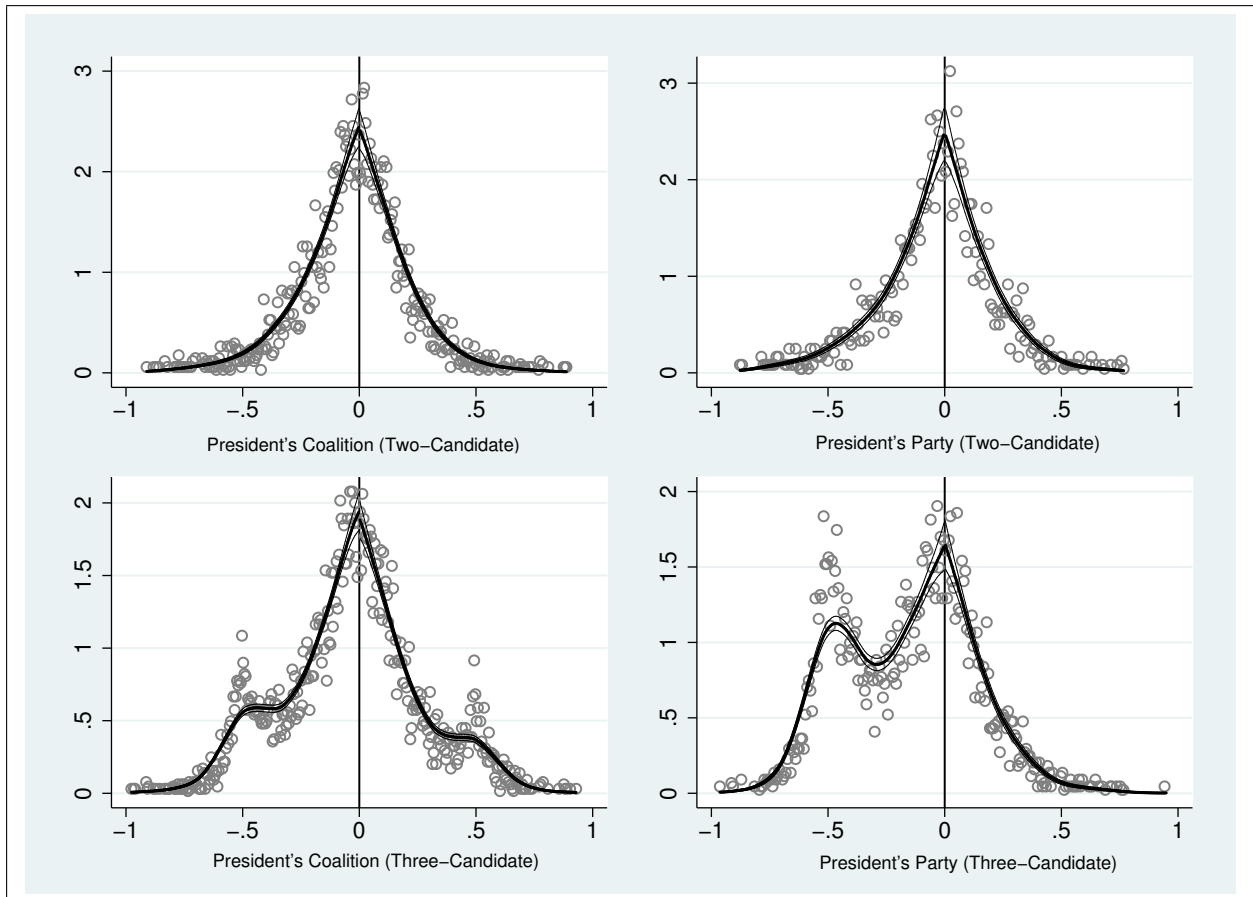 3
2
1
0
−1 −.5 0 .5 1
President's Coalition (Two−Candidate)
3
2
1
0
−1 −.5 0 .5 1
President's Party (Two−Candidate)
2
1.5
1
.5
0
−1 −.5 0 .5 1
President's Coalition (Three−Candidate)
2
1.5
1
.5
0
−1 −.5 0 .5 1
President's Party (Three−Candidate)